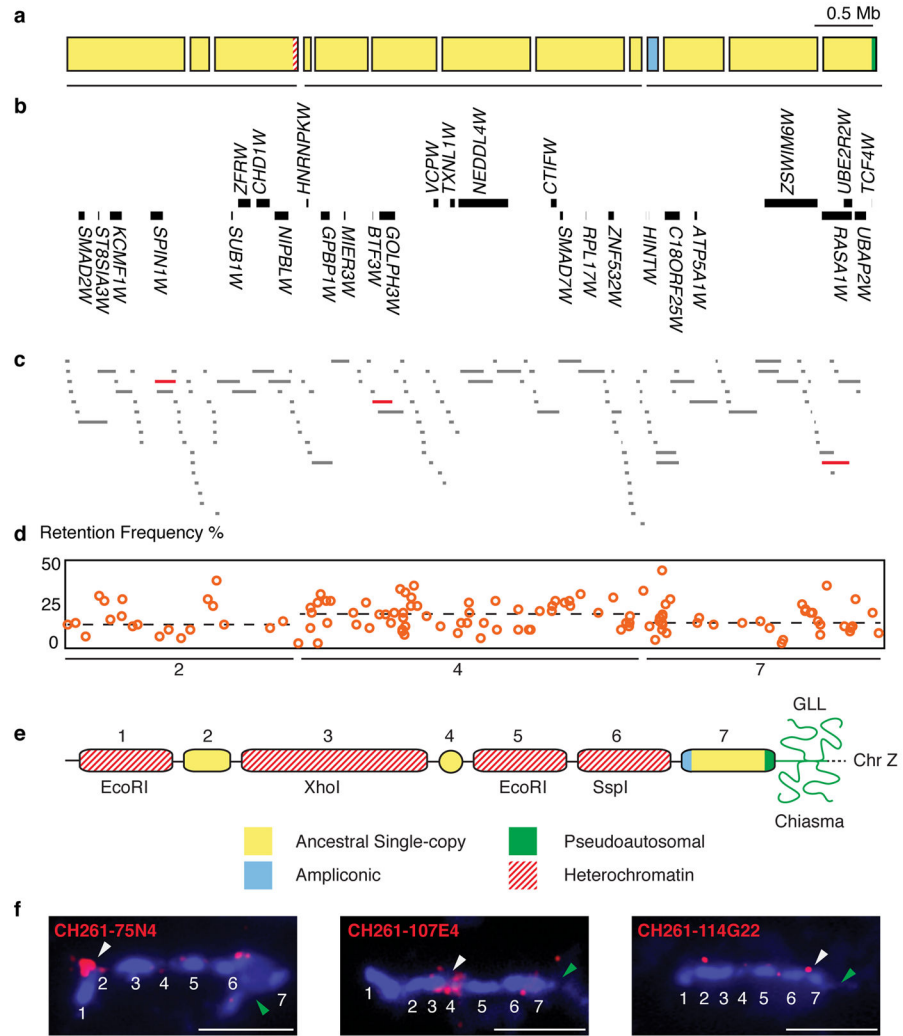 a
0.5 Mb
b
SMAD2W
ST8SIA3W
KCMF1W
SPIN1W
SUB1W
ZFRW
CHD1W
NIPBLW
HNRNPKW
GPBP1W
MIER3W
BTF3W
GOLPH3W
VCPW
TXNL1W
NEDDL4W
CTIFW
SMAD7W
RPL17W
ZNF532W
HINTW
C18ORF25W
ATP5A1W
ZSWIM6W
RASA1W
UBE2R2W
UBAP2W
TCF4W
c
d Retention Frequency %
50
25
0
2 4 7
e
1 2 3 4 5 6 7
GLL
Chr Z
EcoRI XhoI EcoRI SspI
Chiasma
Ancestral Single-copy Pseudoautosomal
Ampliconic Heterochromatin
f
CH261-75N4 CH261-107E4 CH261-114G22
1 2 3 4 5 6 7
1 2 3 4 5 6 7
1 2 3 4 5 6 7